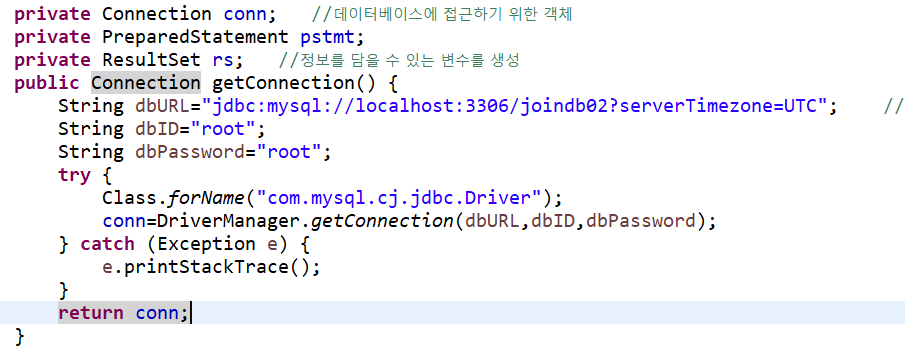 private Connection conn;   //데이터베이스에 접근하기 위한 객체
private PreparedStatement pstmt;
private ResultSet rs;   //정보를 담을 수 있는 변수를 생성
public Connection getConnection() {
    String dbURL="jdbc:mysql://localhost:3306/joindb02?serverTimezone=UTC";    //
    String dbID="root";
    String dbPassword="root";
    try {
        Class.forName("com.mysql.cj.jdbc.Driver");
        conn=DriverManager.getConnection(dbURL,dbID,dbPassword);
    } catch (Exception e) {
        e.printStackTrace();
    }
    return conn;
}